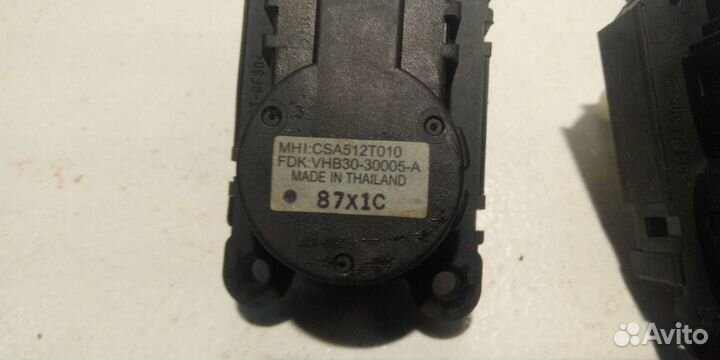 MHI:CSA512T010
FDK:VHB30-30005-A
MADE IN THAILAND
87X1C
Avito